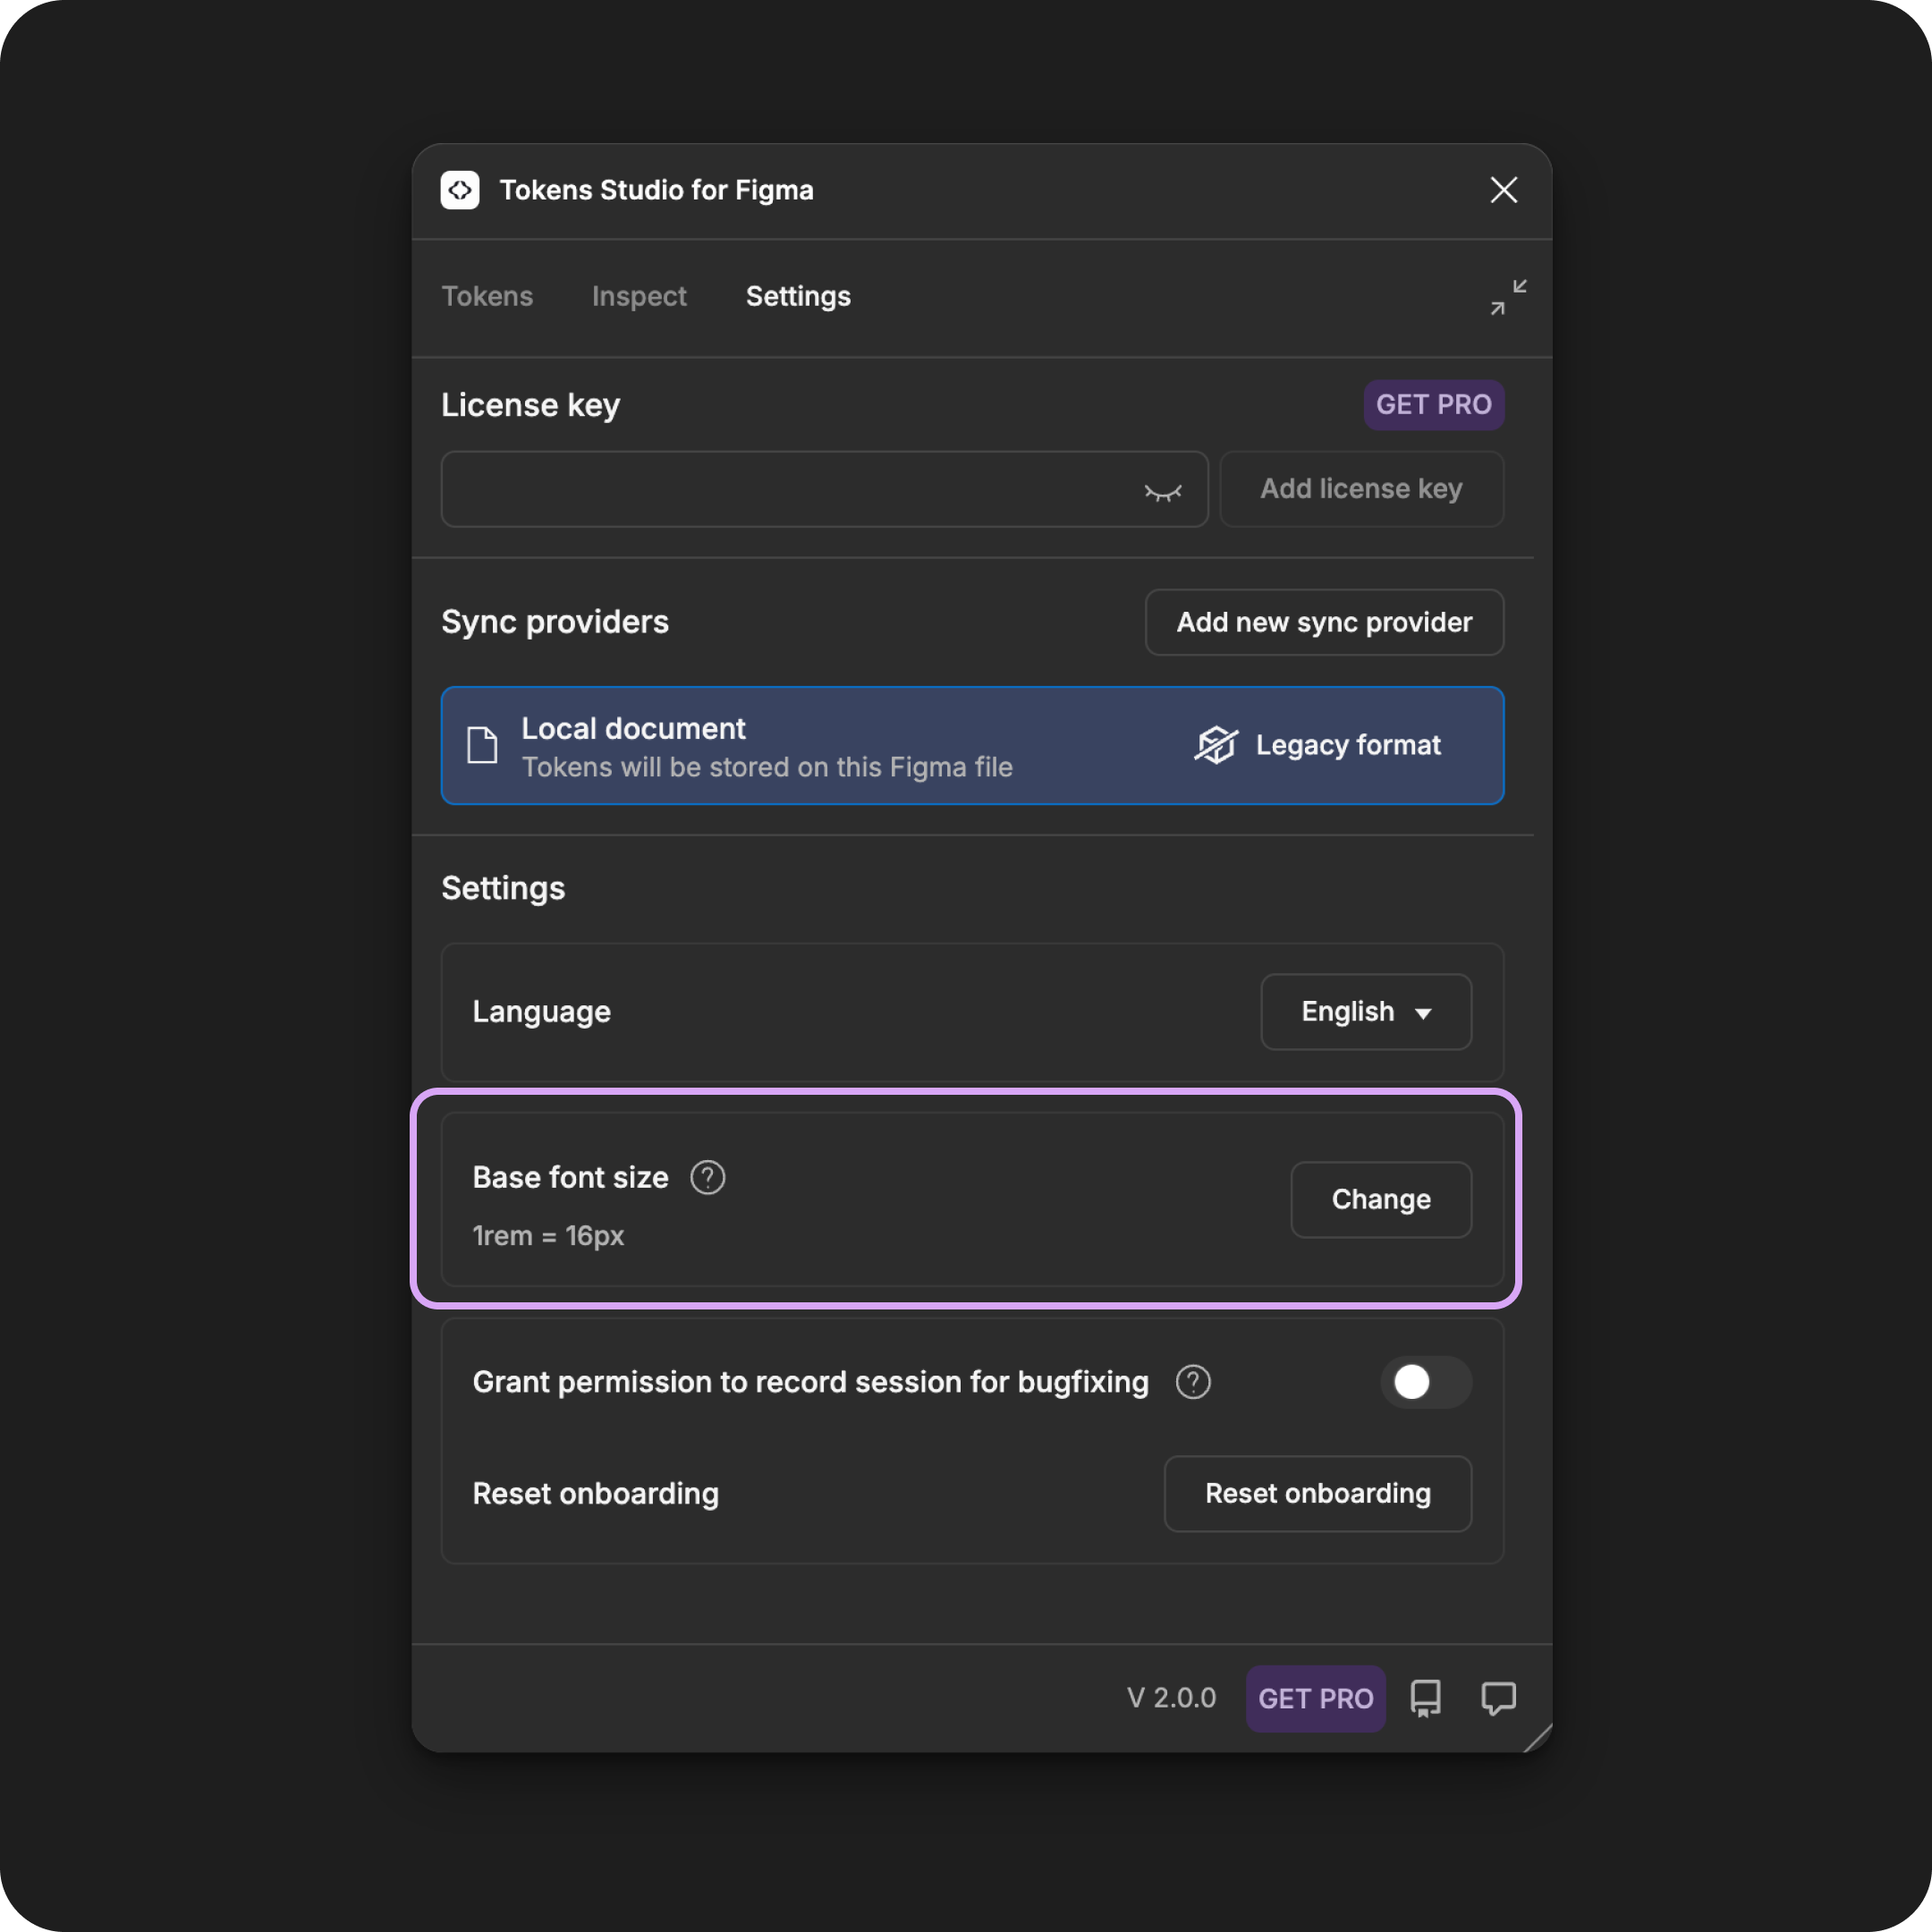 Tokens Studio for Figma
Tokens Inspect Settings
License key GET PRO
Add license key
Sync providers Add new sync provider
Local document
Tokens will be stored on this Figma file
Legacy format
Settings
Language English
Base font size ?
1rem = 16px
Change
Grant permission to record session for bugfixing ?
Reset onboarding Reset onboarding
V 2.0.0 GET PRO